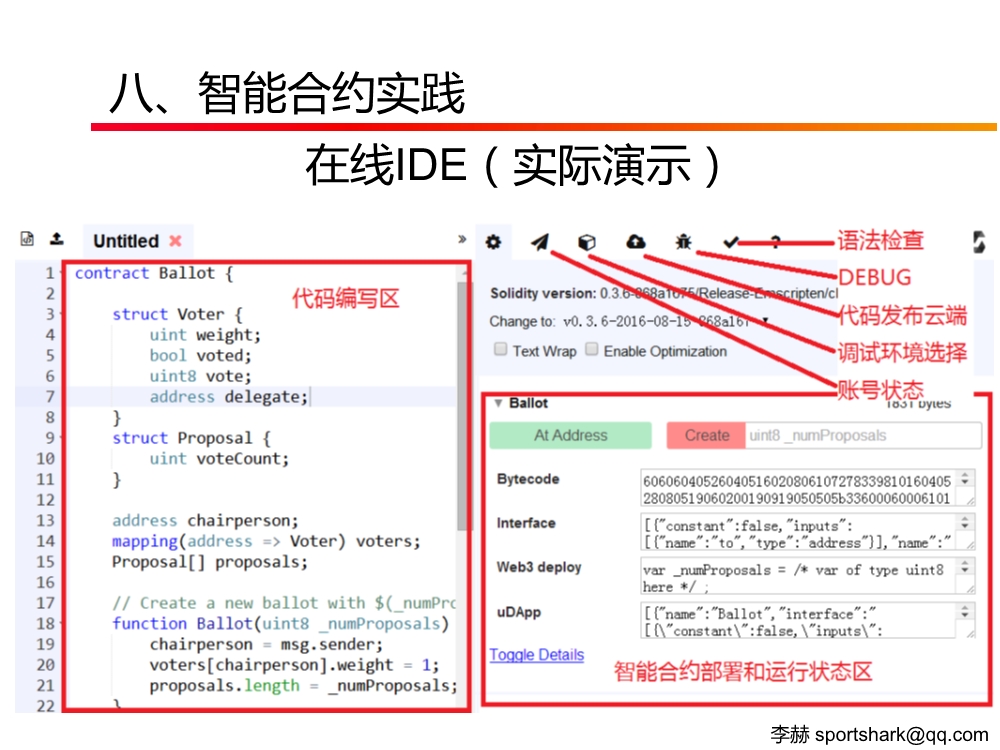 八、智能合约实践
在线IDE（实际演示）
Untitled
»
1 contract Ballot {
2
3 struct Voter {
4 uint weight;
5 bool voted;
6 uint8 vote;
7 address delegate;
8 }
9 struct Proposal {
10 uint voteCount;
11 }
12
13 address chairperson;
14 mapping(address => Voter) voters;
15 Proposal[] proposals;
16
17 // Create a new ballot with $(_numPro
18 function Ballot(uint8 _numProposals)
19 chairperson = msg.sender;
20 voters[chairperson].weight = 1;
21 proposals.length = _numProposals;
22 }
代码编写区
语法检查
DEBUG
代码发布云端
调试环境选择
账号状态
Solidity version: 0.3.6-868a1675/Release-Emscripten/cl
Change to: v0.3.6-2016-08-15-868a167
Text Wrap Enable Optimization
Ballot 1831 bytes
At Address Create uint8 _numProposals
Bytecode
6060604052604051602080610727833981016040 5
2808051906020019091905050 5b33600060006101
Interface
[{"constant":false,"inputs":
[{"name":"to","type":"address"}],"name":"
Web3 deploy
var _numProposals = /* var of type uint8
here */ ;
uDApp
[{"name":"Ballot","interface":"
[{\"constant\":false,\"inputs\":
Toggle Details
智能合约部署和运行状态区
李赫 sportshark@qq.com